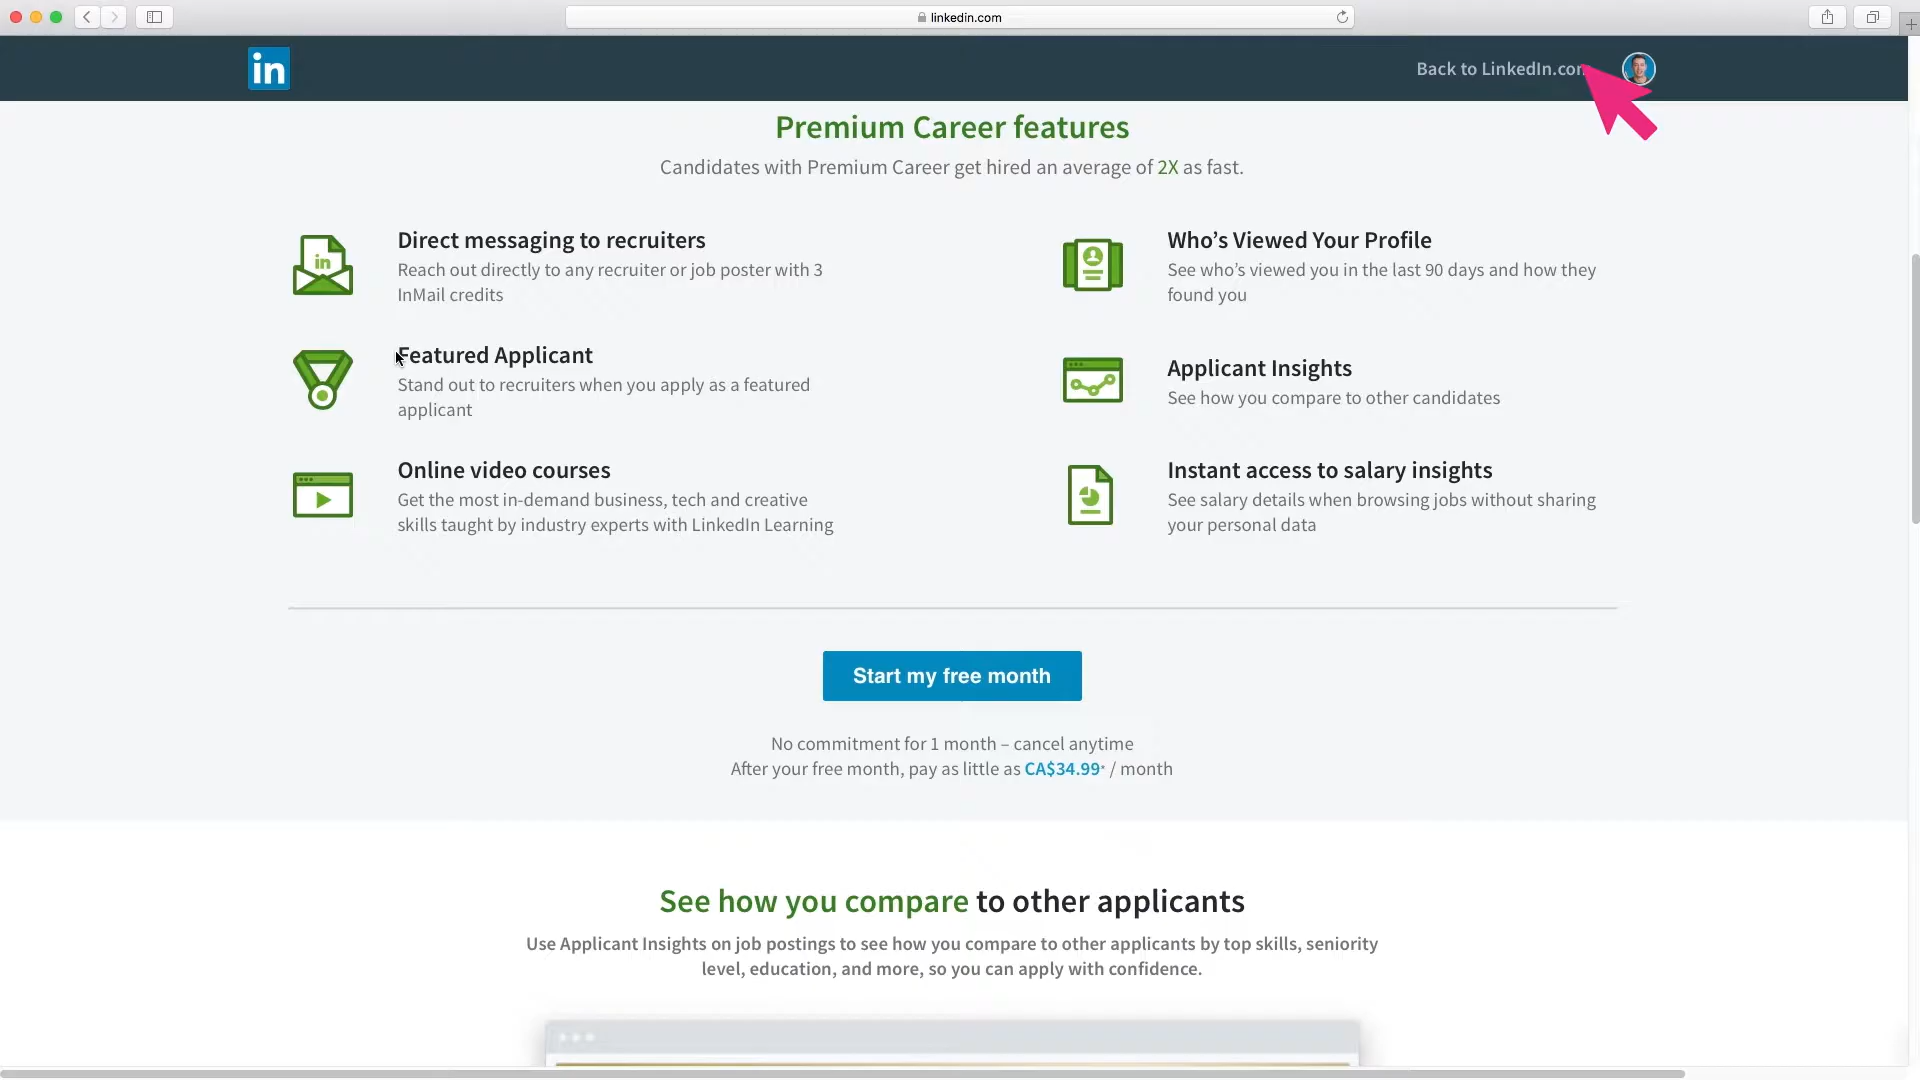 linkedin.com
in
Back to LinkedIn.com
Premium Career features
Candidates with Premium Career get hired an average of 2X as fast.
in
Direct messaging to recruiters
Reach out directly to any recruiter or job poster with 3
InMail credits
Who’s Viewed Your Profile
See who’s viewed you in the last 90 days and how they
found you
Featured Applicant
Stand out to recruiters when you apply as a featured
applicant
Applicant Insights
See how you compare to other candidates
Online video courses
Get the most in-demand business, tech and creative
skills taught by industry experts with LinkedIn Learning
Instant access to salary insights
See salary details when browsing jobs without sharing
your personal data
Start my free month
No commitment for 1 month – cancel anytime
After your free month, pay as little as CA$34.99* / month
See how you compare to other applicants
Use Applicant Insights on job postings to see how you compare to other applicants by top skills, seniority
level, education, and more, so you can apply with confidence.